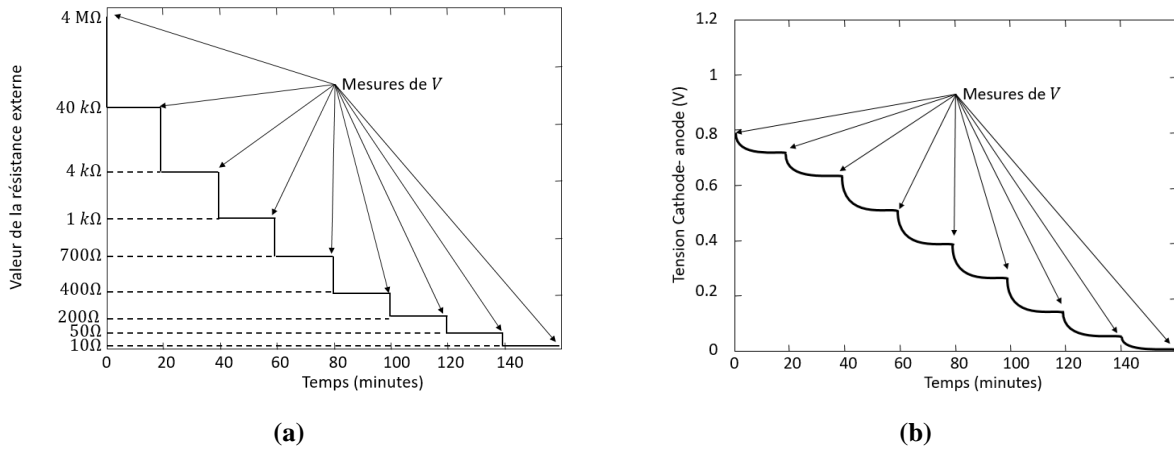 Valeur de la résistance externe
4 MΩ
40 kΩ
4 kΩ
1 kΩ
700Ω
400Ω
200Ω
50Ω
10Ω
Mesures de V
0 20 40 60 80 100 120 140
Temps (minutes)
(a)
Tension Cathode- anode (V)
1.2
1
0.8
0.6
0.4
0.2
0
Mesures de V
0 20 40 60 80 100 120 140
Temps (minutes)
(b)